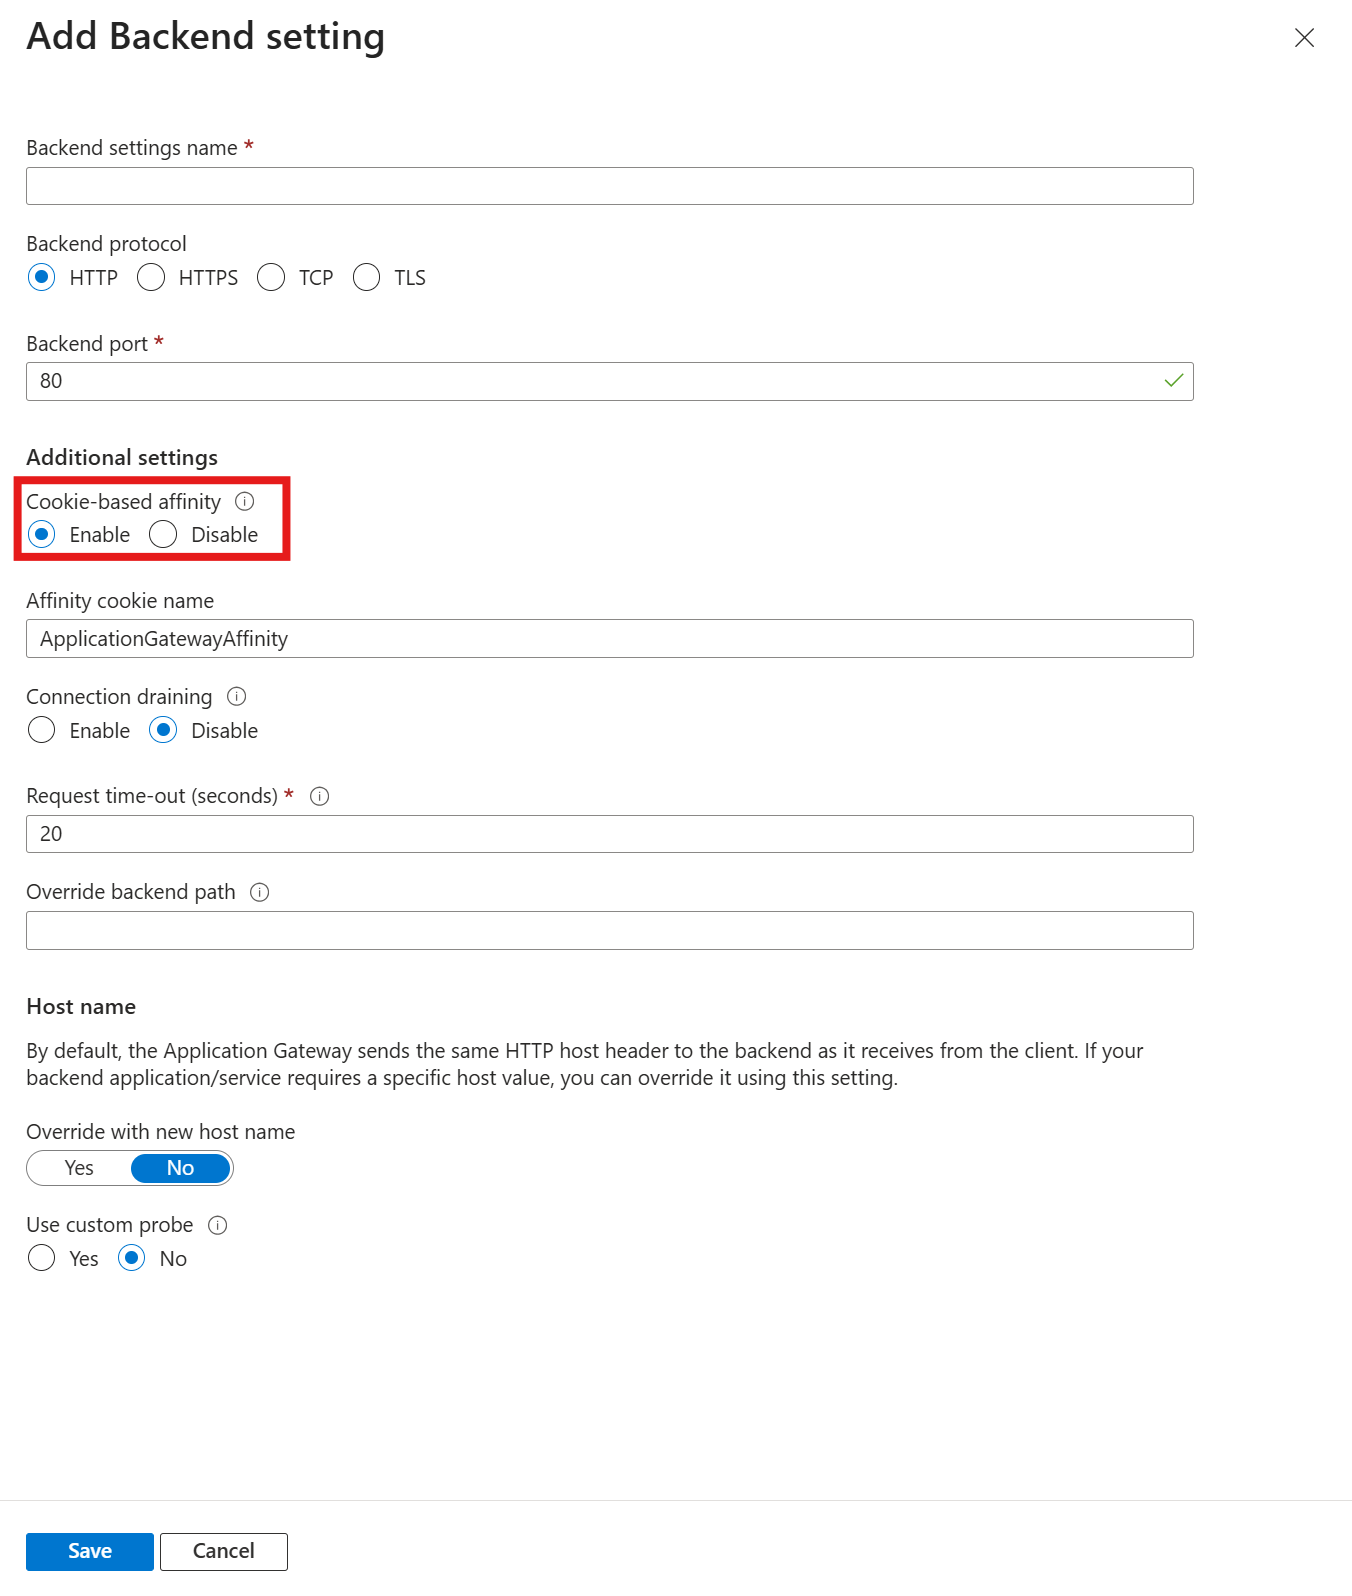 Add Backend setting
Backend settings name *
Backend protocol
HTTP HTTPS TCP TLS
Backend port *
80
Additional settings
Cookie-based affinity
Enable Disable
Affinity cookie name
ApplicationGatewayAffinity
Connection draining
Enable Disable
Request time-out (seconds) *
20
Override backend path
Host name
By default, the Application Gateway sends the same HTTP host header to the backend as it receives from the client. If your
backend application/service requires a specific host value, you can override it using this setting.
Override with new host name
Yes No
Use custom probe
Yes No
Save Cancel